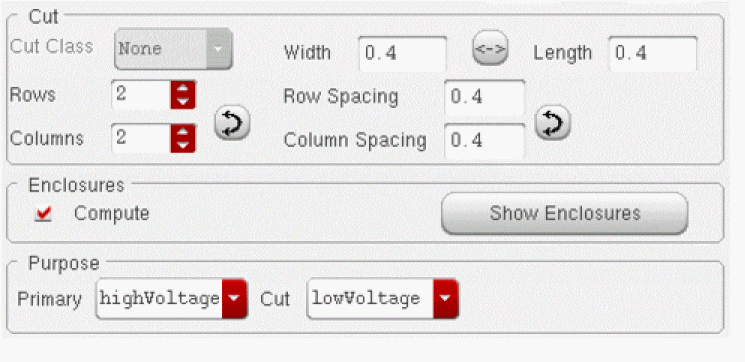 Cut
Cut Class None Width 0.4 <-> Length 0.4
Rows 2 Row Spacing 0.4
Columns 2 Column Spacing 0.4
Enclosures
Compute Show Enclosures
Purpose
Primary highVoltage Cut lowVoltage